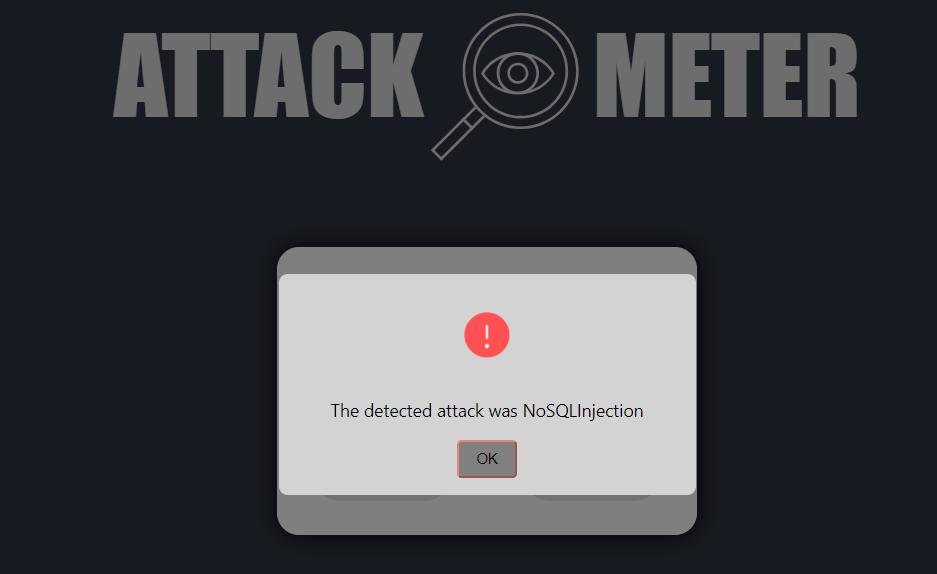 ATTACK METER
!
The detected attack was NoSQLInjection
OK